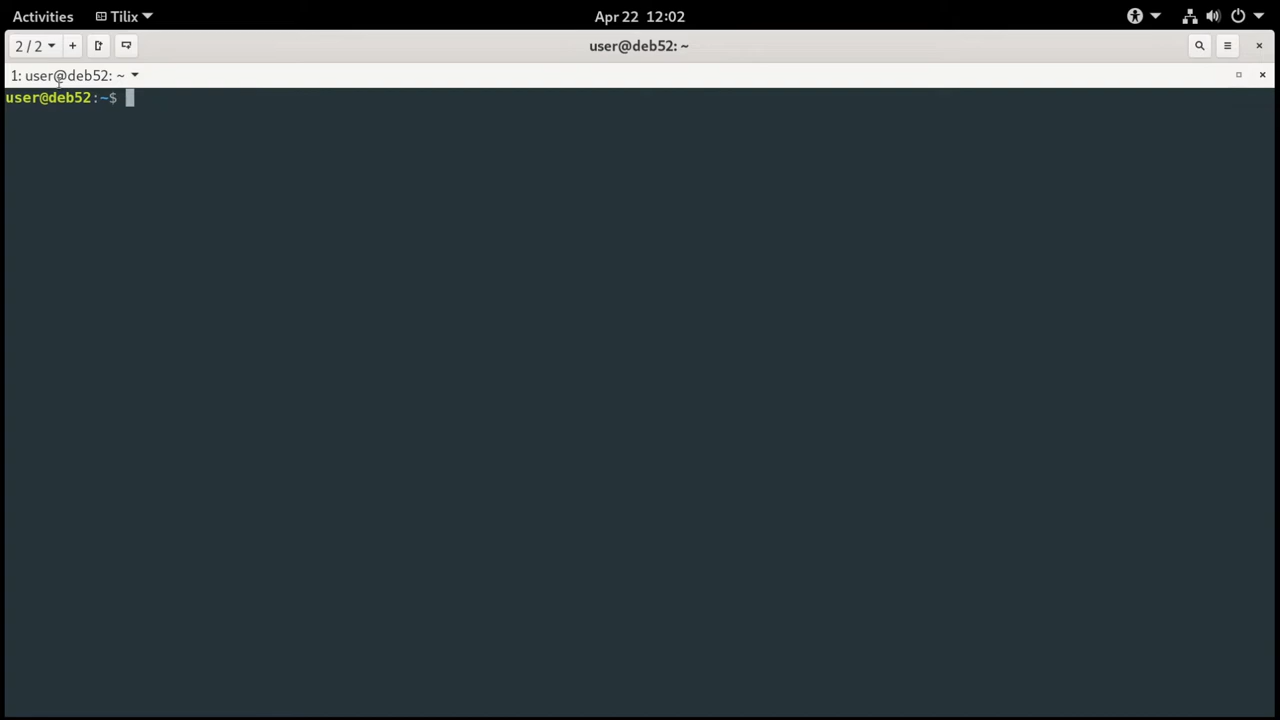 Activities Tilix Apr 22 12:02
2 / 2 user@deb52: ~
1: user@deb52: ~
user@deb52:~$